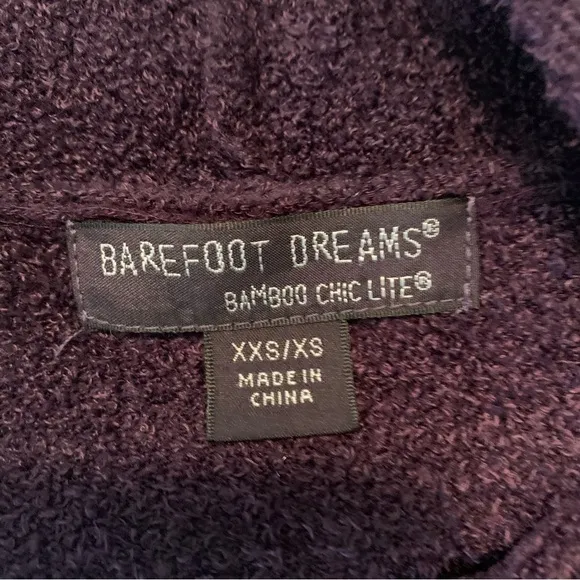 BAREFOOT DREAMS®
BAMBOO CHIC LITE®
XXS/XS
MADE IN
CHINA